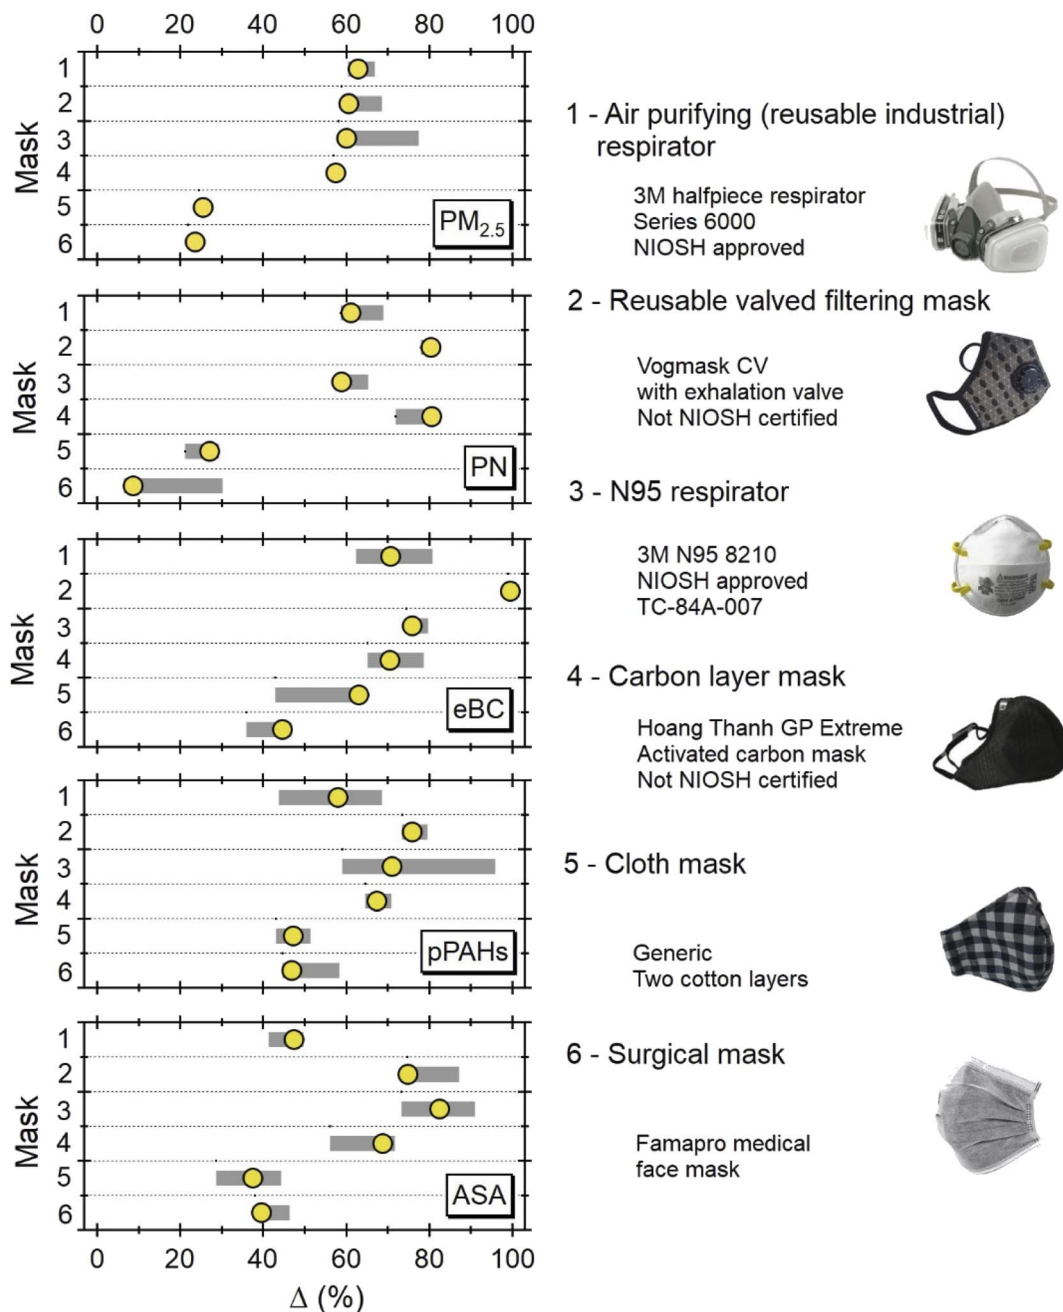 0 20 40 60 80 100
Mask
1
2
3
4
5
6
PM2.5
Mask
1
2
3
4
5
6
PN
Mask
1
2
3
4
5
6
eBC
Mask
1
2
3
4
5
6
pPAHs
Mask
1
2
3
4
5
6
ASA
0 20 40 60 80 100
Δ (%)
1 - Air purifying (reusable industrial)
respirator
3M halfpiece respirator
Series 6000
NIOSH approved
2 - Reusable valved filtering mask
Vogmask CV
with exhalation valve
Not NIOSH certified
3 - N95 respirator
3M N95 8210
NIOSH approved
TC-84A-007
4 - Carbon layer mask
Hoang Thanh GP Extreme
Activated carbon mask
Not NIOSH certified
5 - Cloth mask
Generic
Two cotton layers
6 - Surgical mask
Famapro medical
face mask